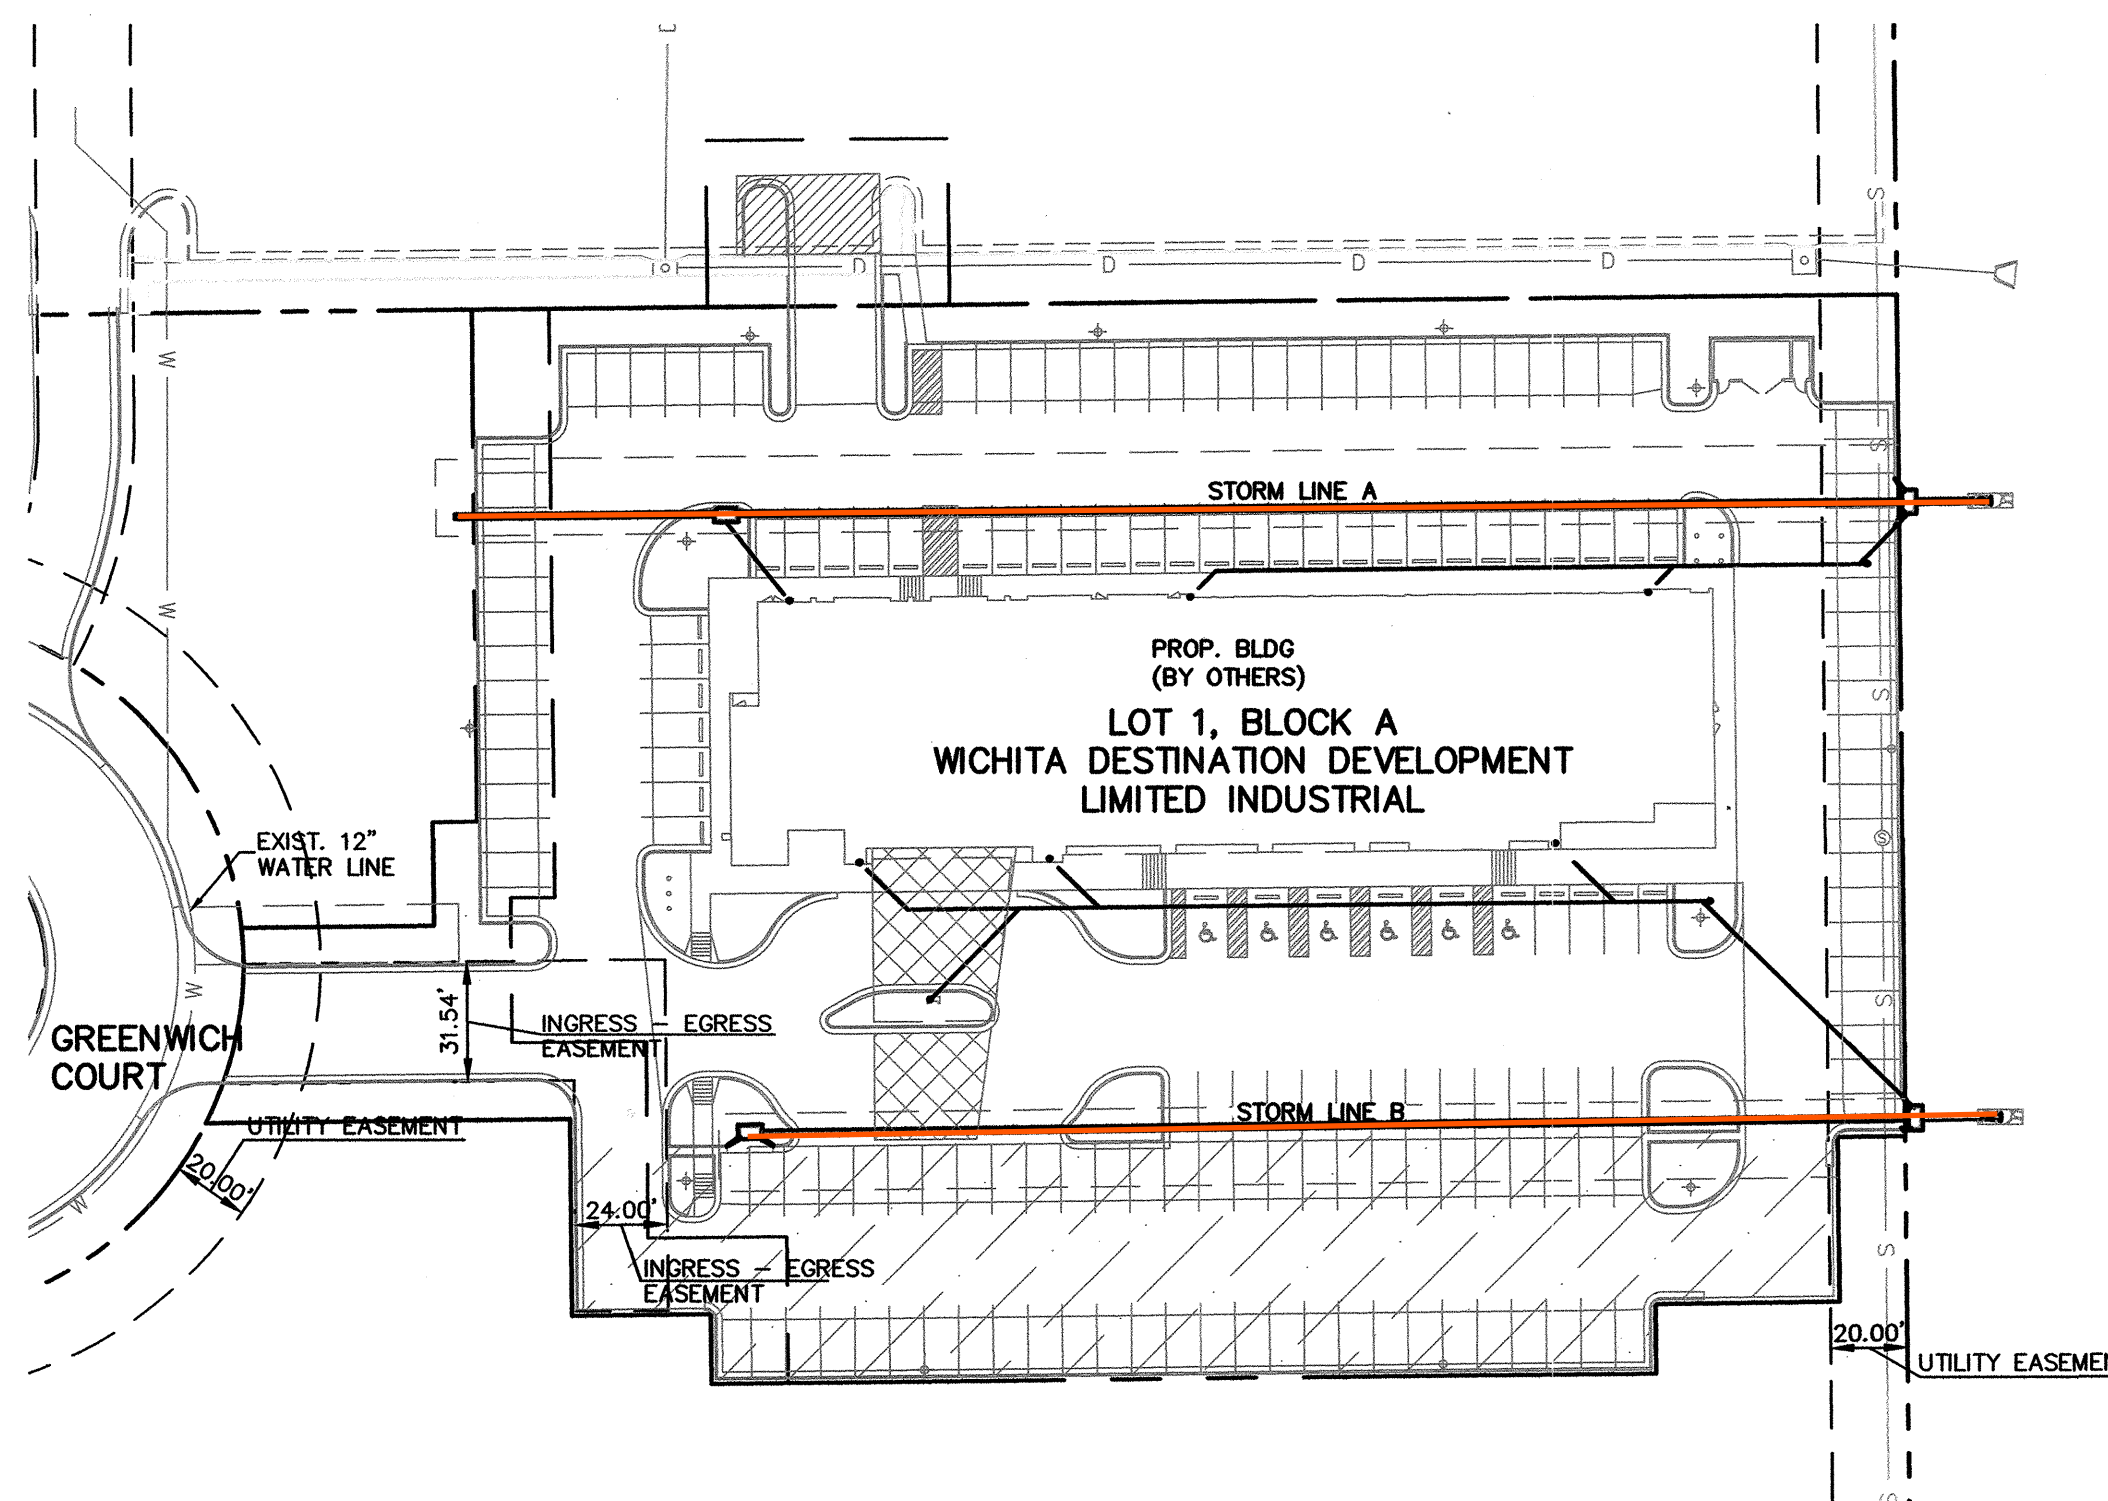 D
D
D
D
S
W
STORM LINE A
S
W
PROP. BLDG
(BY OTHERS)
LOT 1, BLOCK A
WICHITA DESTINATION DEVELOPMENT
LIMITED INDUSTRIAL
S
EXIST. 12"
WATER LINE
S
W
S
31.54'
INGRESS - EGRESS
EASEMENT
GREENWICH
COURT
UTILITY EASEMENT
STORM LINE B
20.00'
W
24.00'
S
INGRESS - EGRESS
EASEMENT
20.00'
UTILITY EASEMEN
S